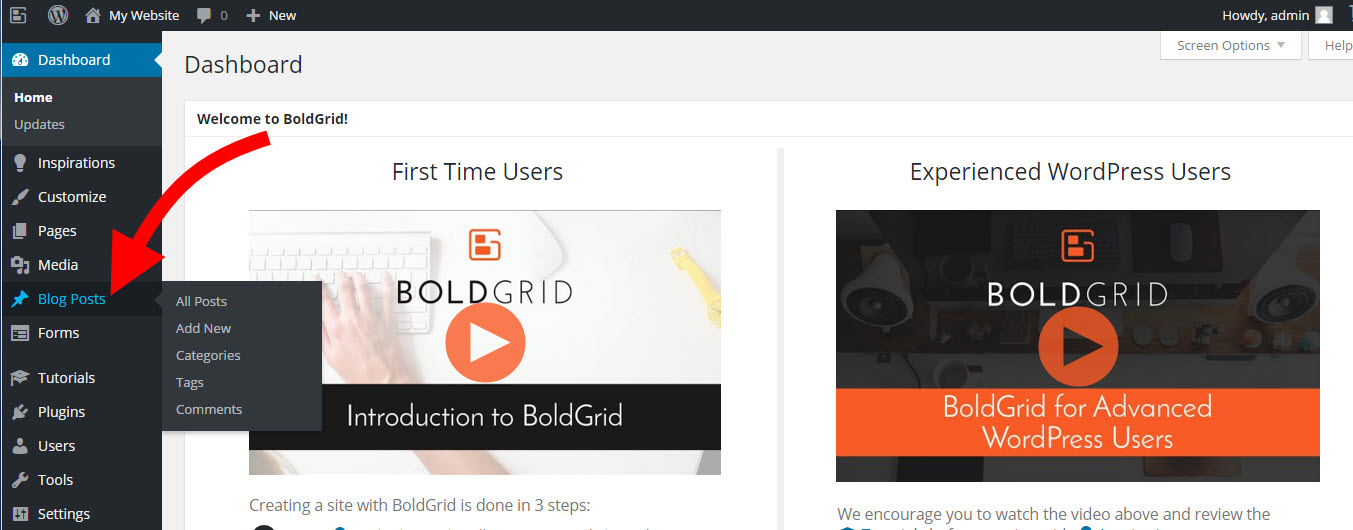 My Website
0
New
Howdy, admin
Screen Options
Help
Dashboard
Home
Updates
Inspirations
Customize
Pages
Media
Blog Posts
Forms
Tutorials
Plugins
Users
Tools
Settings
All Posts
Add New
Categories
Tags
Comments
Dashboard
Welcome to BoldGrid!
First Time Users
BOLDGRID
Introduction to BoldGrid
Creating a site with BoldGrid is done in 3 steps:
Experienced WordPress Users
BOLDGRID
BoldGrid for Advanced
WordPress Users
We encourage you to watch the video above and review the